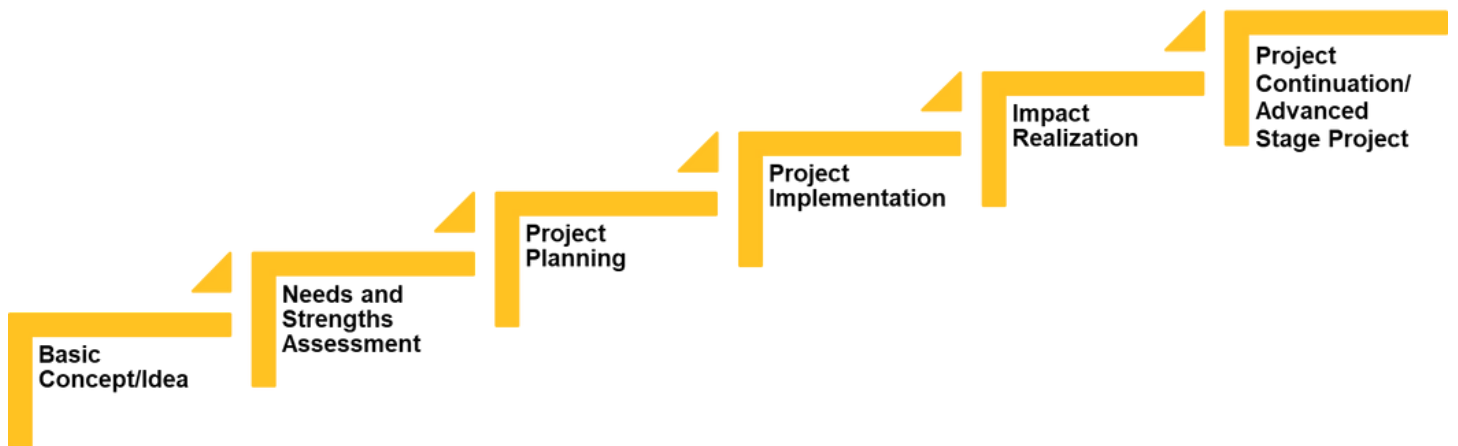 Basic
Concept/Idea
Needs and
Strengths
Assessment
Project
Planning
Project
Implementation
Impact
Realization
Project
Continuation/
Advanced
Stage Project